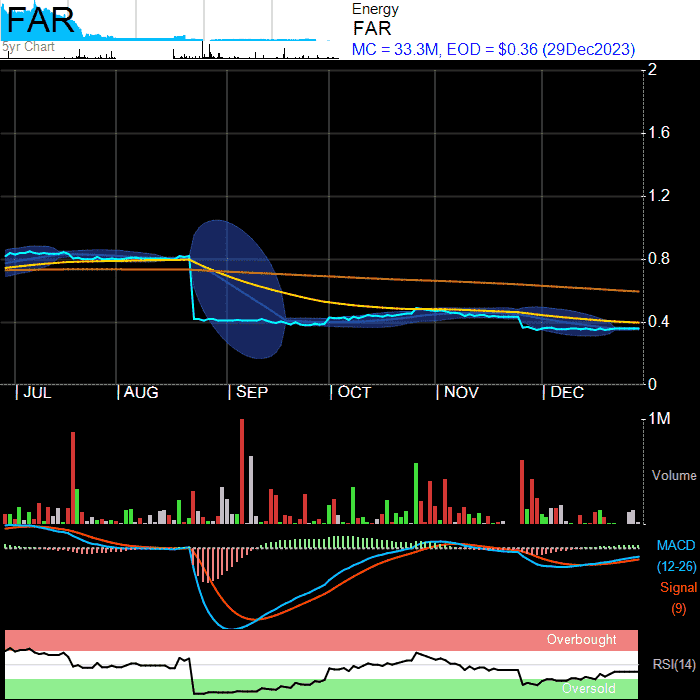 FAR
5yr Chart
Energy
FAR
MC = 33.3M, EOD = $0.36 (29Dec2023)
2
1.6
1.2
0.8
0.4
0
JUL AUG SEP OCT NOV DEC
1M
Volume
MACD
(12-26)
Signal
(9)
Overbought
RSI(14)
Oversold